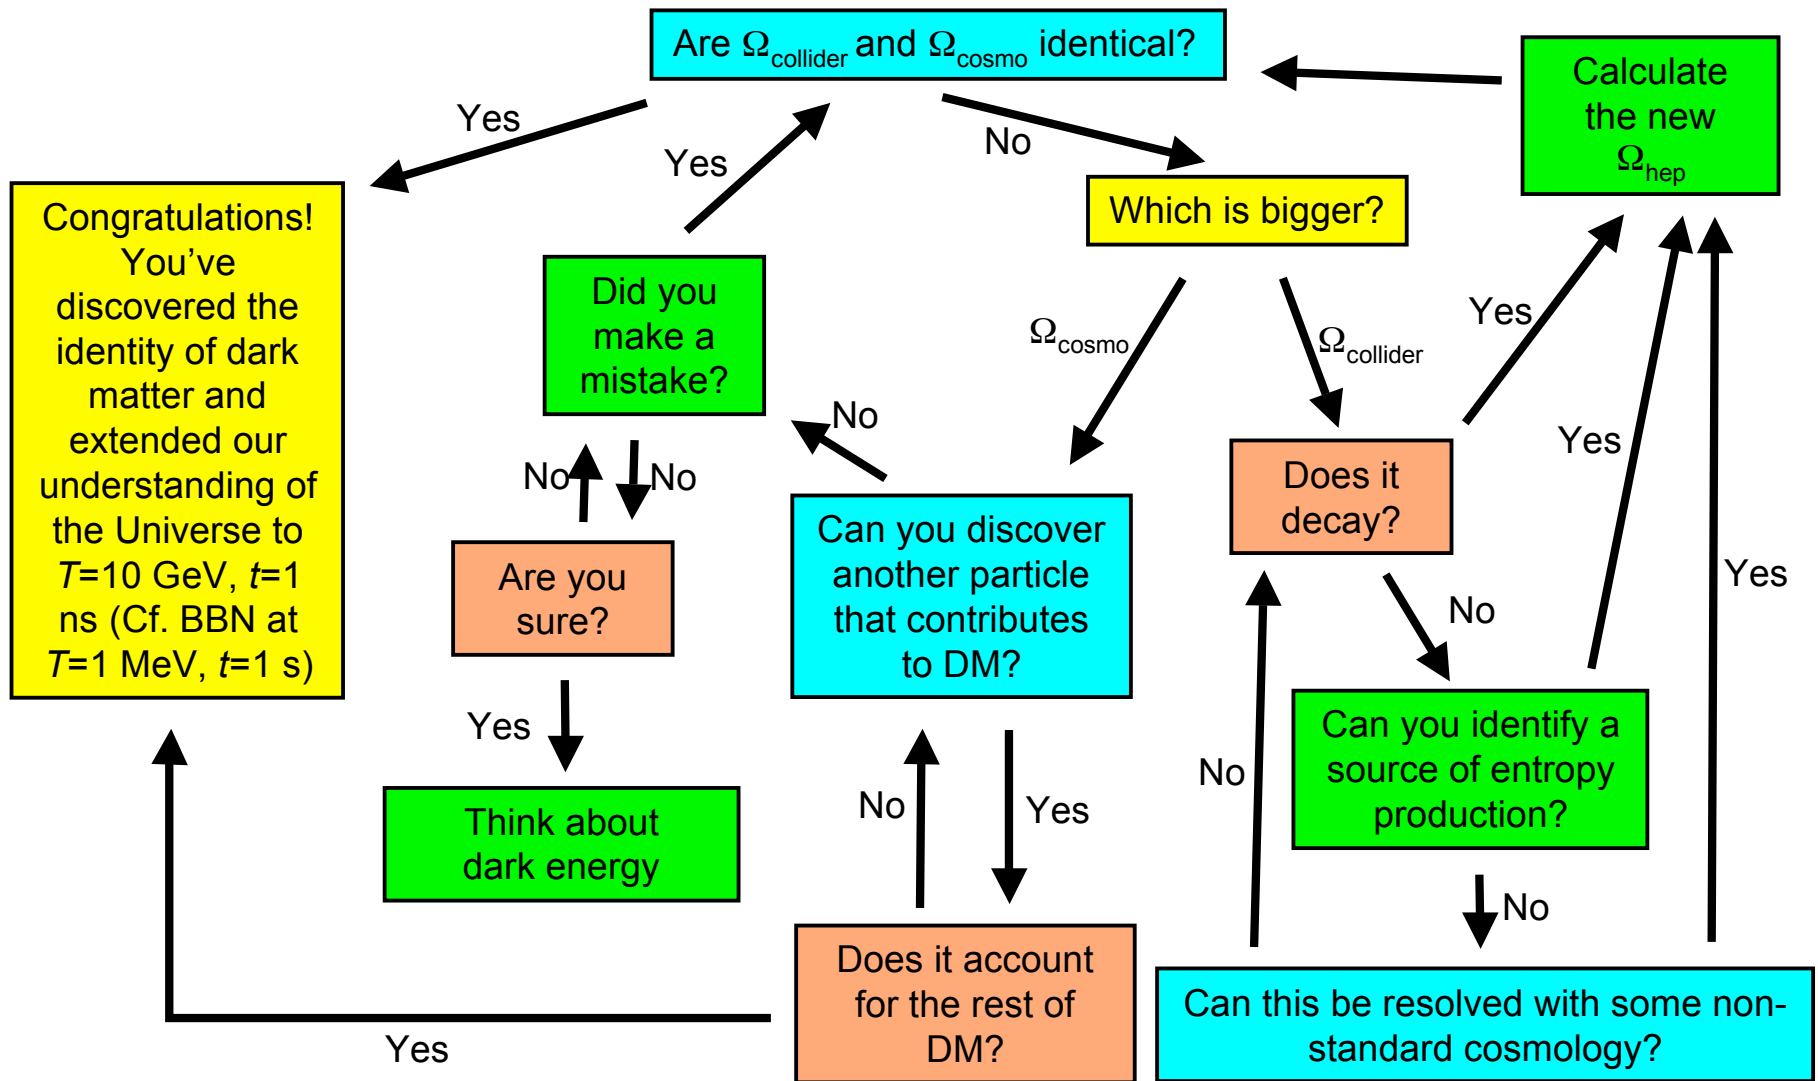 Are Ωcollider and Ωcosmo identical?
Calculate
the new
Ωhep
Yes
Yes
No
Which is bigger?
Congratulations!
You’ve
discovered the
identity of dark
matter and
extended our
understanding of
the Universe to
T=10 GeV, t=1
ns (Cf. BBN at
T=1 MeV, t=1 s)
Did you
make a
mistake?
Ωcosmo
Ωcollider
Yes
No
Yes
No
No
Does it
decay?
Can you discover
another particle
that contributes
to DM?
Are you
sure?
Yes
No
Yes
Can you identify a
source of entropy
production?
No
No
Yes
Think about
dark energy
No
Does it account
for the rest of
DM?
Can this be resolved with some non-
standard cosmology?
Yes